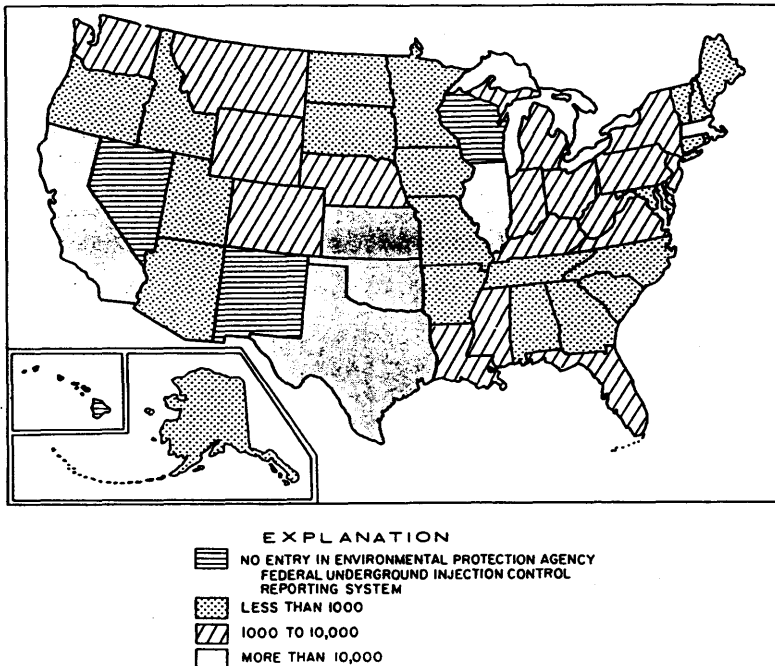 EXPLANATION
NO ENTRY IN ENVIRONMENTAL PROTECTION AGENCY
FEDERAL UNDERGROUND INJECTION CONTROL
REPORTING SYSTEM
LESS THAN 1000
1000 TO 10,000
MORE THAN 10,000